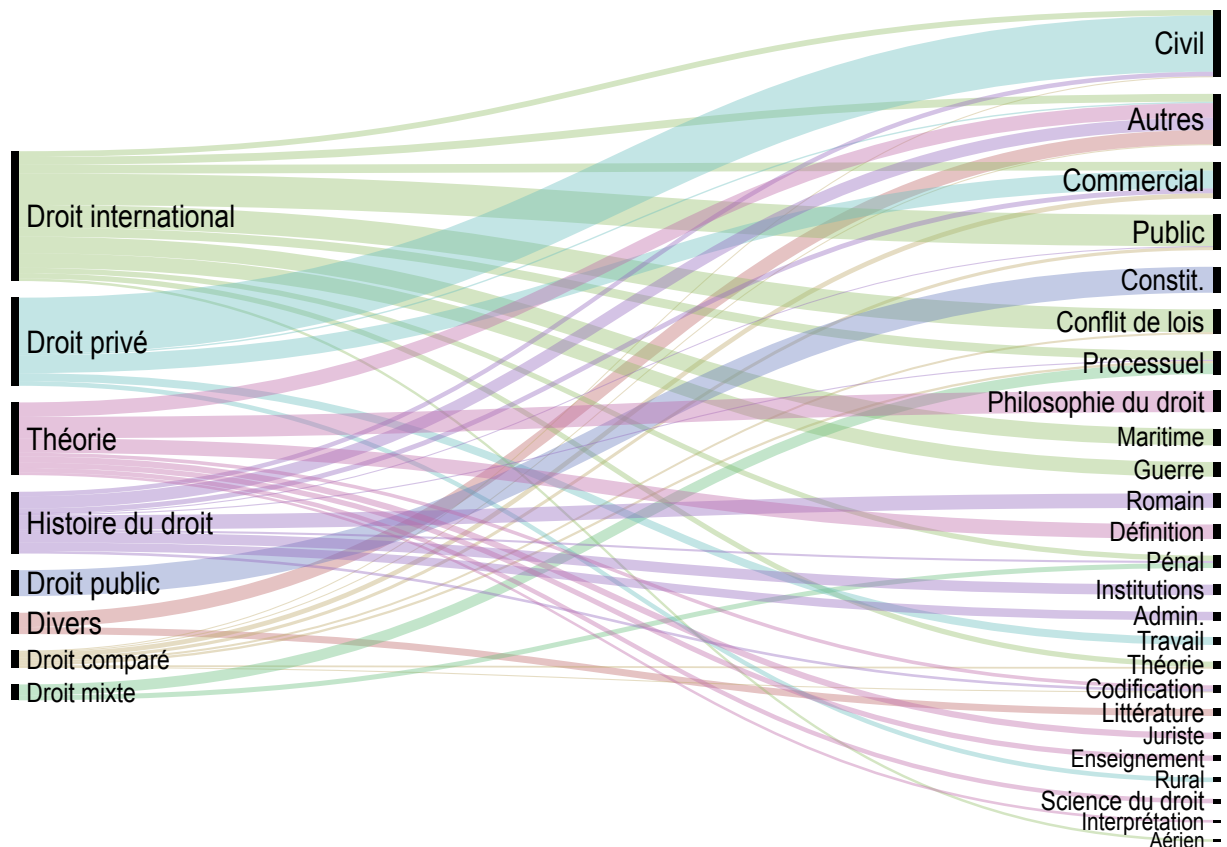 Droit international
Droit privé
Théorie
Histoire du droit
Droit public
Divers
Droit comparé
Droit mixte
Civil
Autres
Commercial
Public
Constit.
Conflit de lois
Processuel
Philosophie du droit
Maritime
Guerre
Romain
Définition
Pénal
Institutions
Admin.
Travail
Théorie
Codification
Littérature
Juriste
Enseignement
Rural
Science du droit
Interprétation
Aérien